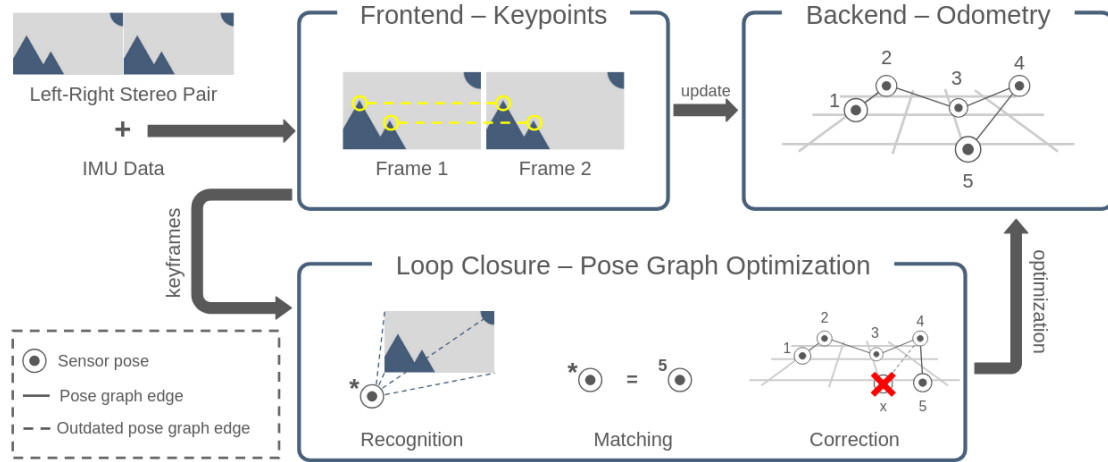 Frontend – Keypoints
Backend – Odometry
Left-Right Stereo Pair
+
IMU Data
Frame 1
Frame 2
update
1
2
3
4
5
keyframes
Loop Closure – Pose Graph Optimization
optimization
*
Recognition
* = 5
Matching
1
2
3
4
x
5
Correction
Sensor pose
Pose graph edge
Outdated pose graph edge